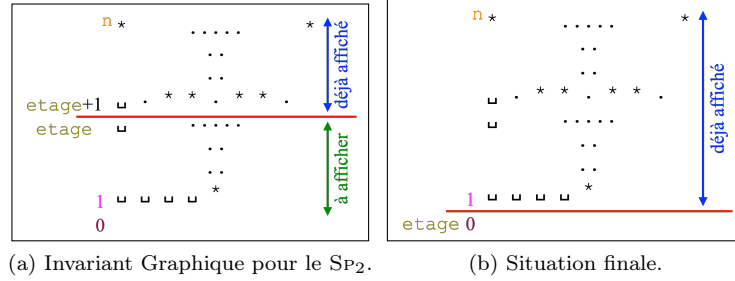 n * * n * *
. . . . . . . . . .
. . . .
. . . .
déjà affiché déjà affiché
etage+1 ␣ . * * . * * . ␣ . * * . * * .
etage ␣ . . . . . ␣ . . . . .
à afficher
. . . .
. . . .
1 ␣ ␣ ␣ ␣ * 1 ␣ ␣ ␣ ␣ *
0 etage 0
(a) Invariant Graphique pour le SP₂. (b) Situation finale.